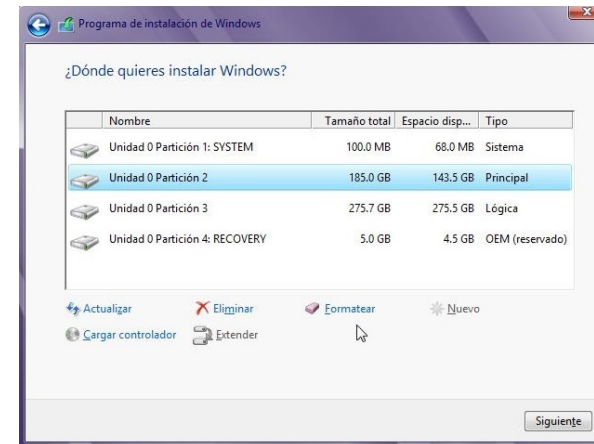 Programa de instalación de Windows
¿Dónde quieres instalar Windows?
Nombre Tamaño total Espacio disp... Tipo
Unidad 0 Partición 1: SYSTEM 100.0 MB 68.0 MB Sistema
Unidad 0 Partición 2 185.0 GB 143.5 GB Principal
Unidad 0 Partición 3 275.7 GB 275.5 GB Lógica
Unidad 0 Partición 4: RECOVERY 5.0 GB 4.5 GB OEM (reservado)
Actualizar Eliminar Formatear Nuevo
Cargar controlador Extender
Siguiente